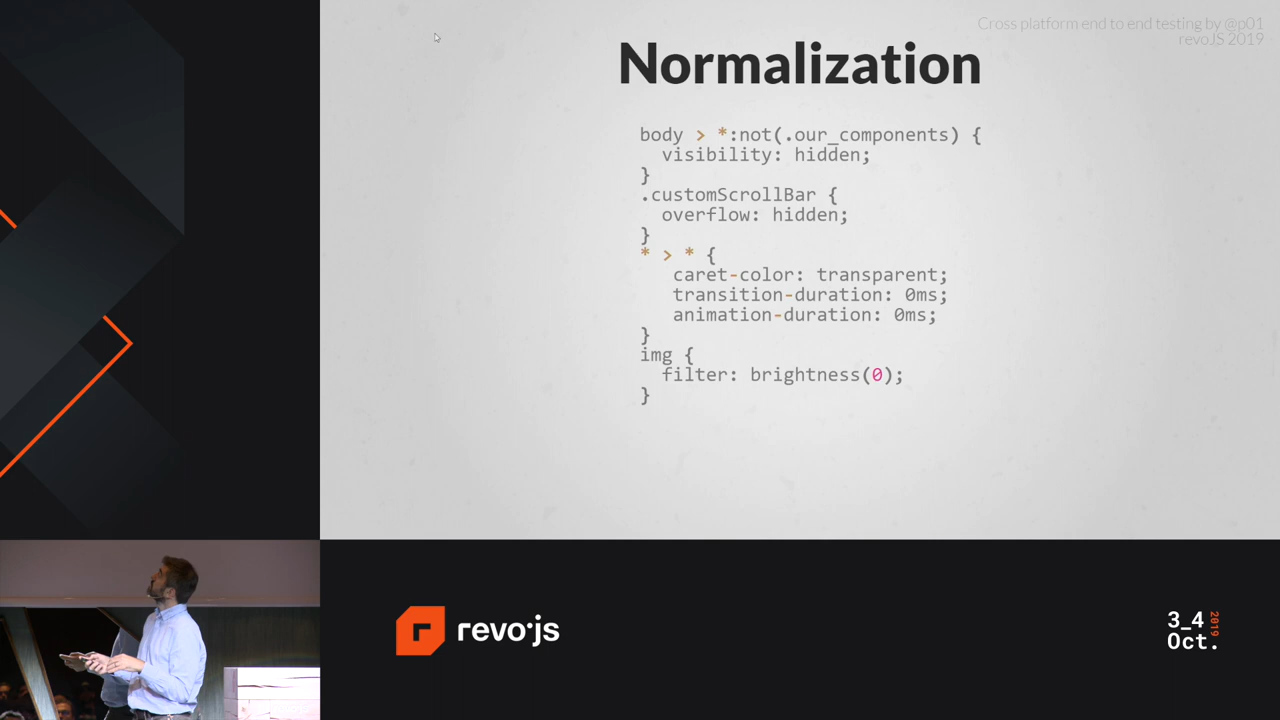 Cross platform end to end testing by @p01
revoJS 2019
Normalization
body > *:not(.our_components) {
  visibility: hidden;
}
.customScrollBar {
  overflow: hidden;
}
* > * {
   caret-color: transparent;
   transition-duration: 0ms;
   animation-duration: 0ms;
}
img {
  filter: brightness(0);
}
r revo·js
3_4 2019
Oct.